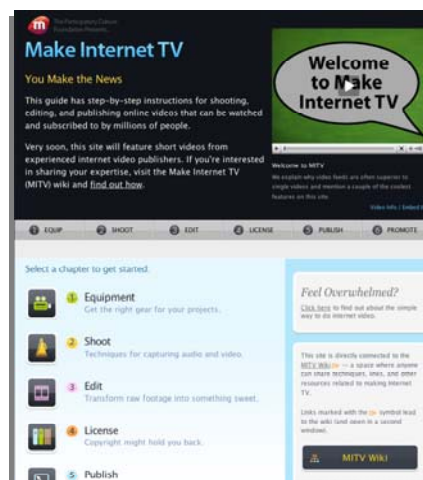 The Participatory Culture
Foundation Presents...
Make Internet TV
You Make the News
This guide has step-by-step instructions for shooting,
editing, and publishing online videos that can be watched
and subscribed to by millions of people.
Very soon, this site will feature short videos from
experienced internet video publishers. If you're interested
in sharing your expertise, visit the Make Internet TV
(MITV) wiki and find out how.
Welcome
to Make
Internet TV
Welcome to MITV
We explain why video feeds are often superior to
single videos and mention a couple of the coolest
features on this site.
Video Info | Embed
1 EQUIP 2 SHOOT 3 EDIT 4 LICENSE 5 PUBLISH 6 PROMOTE
Select a chapter to get started.
1 Equipment
Get the right gear for your projects.
2 Shoot
Techniques for capturing audio and video.
3 Edit
Transform raw footage into something sweet.
4 License
Copyright might hold you back.
5 Publish
Feel Overwhelmed?
Click here to find out about the simple
way to do internet video.
This site is directly connected to the
MITV Wiki — a space where anyone
can share techniques, lines, and other
resources related to making Internet
TV.
Links marked with the symbol lead
to the wiki (and open in a second
window).
MITV Wiki